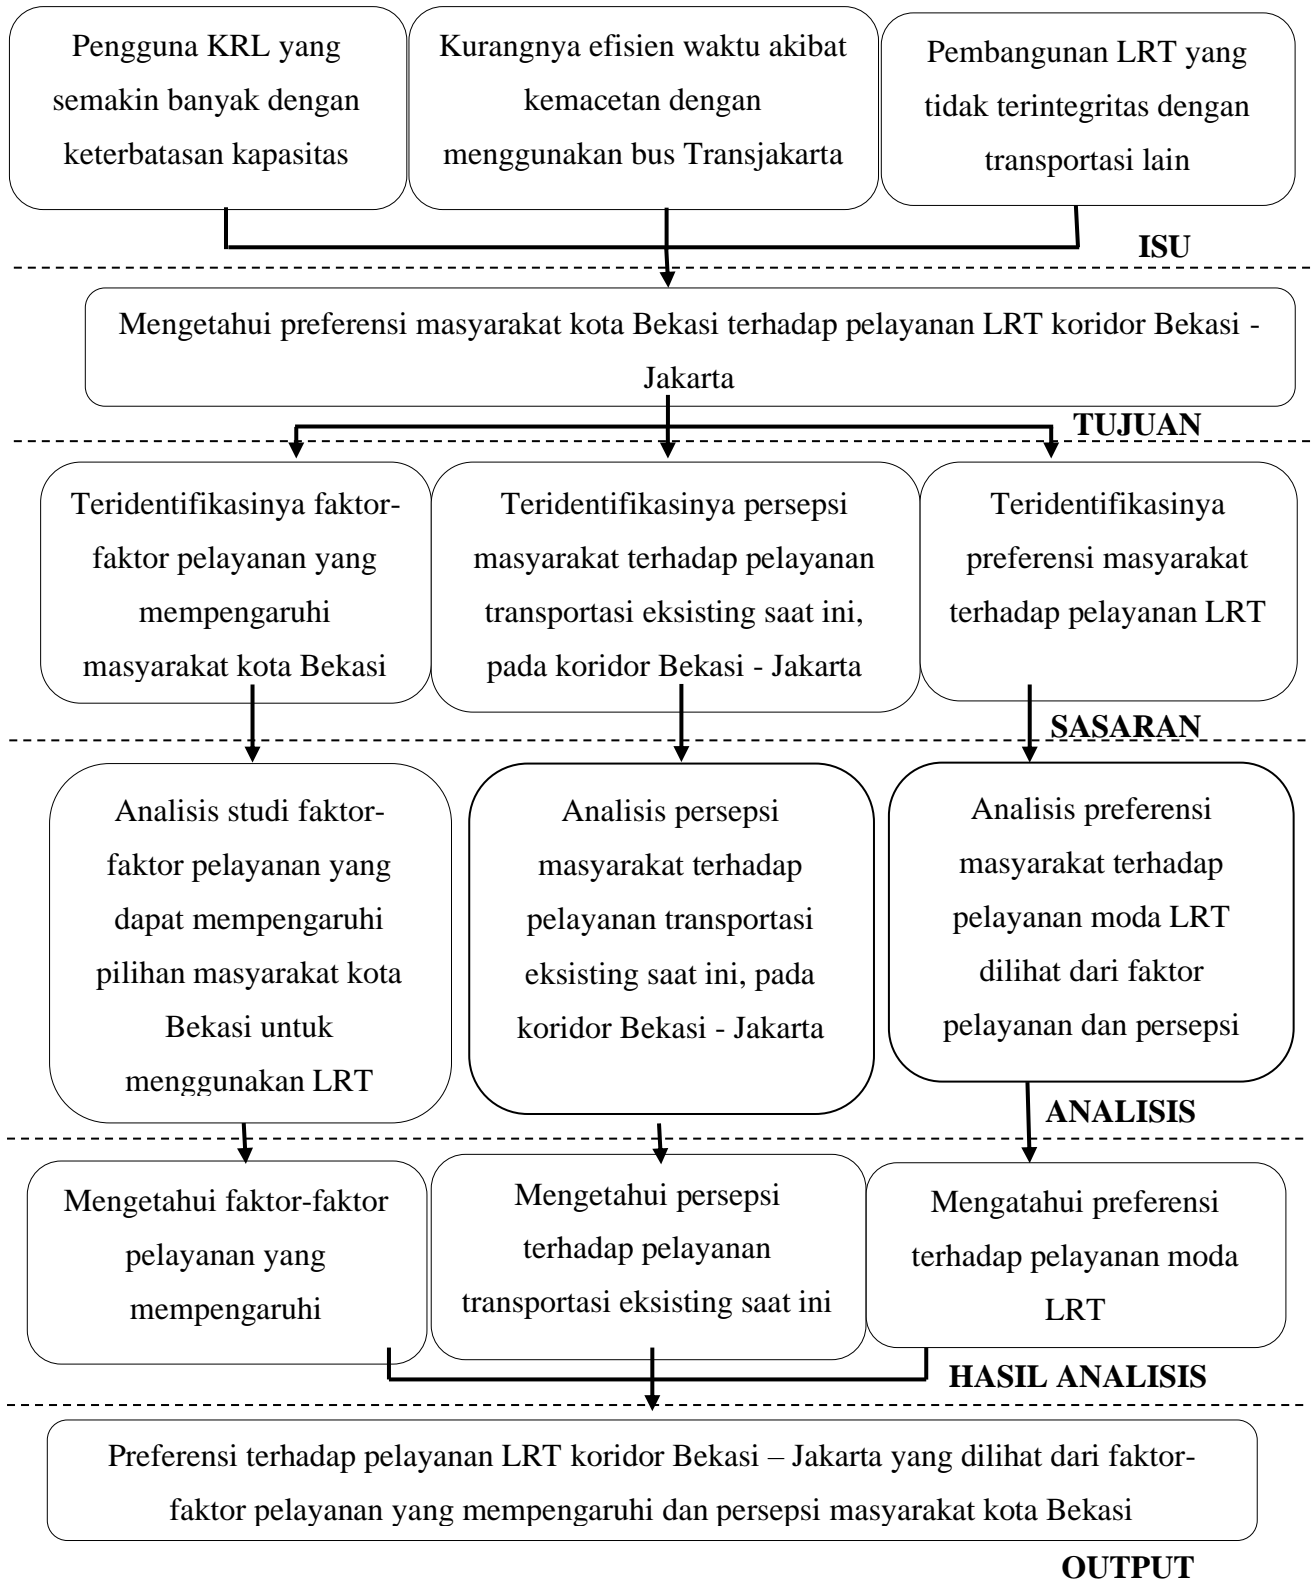 Pengguna KRL yang
semakin banyak dengan
keterbatasan kapasitas
Kurangnya efisien waktu akibat
kemacetan dengan
menggunakan bus Transjakarta
Pembangunan LRT yang
tidak terintegritas dengan
transportasi lain
ISU
Mengetahui preferensi masyarakat kota Bekasi terhadap pelayanan LRT koridor Bekasi -
Jakarta
TUJUAN
Teridentifikasinya faktor-
faktor pelayanan yang
mempengaruhi
masyarakat kota Bekasi
Teridentifikasinya persepsi
masyarakat terhadap pelayanan
transportasi eksisting saat ini,
pada koridor Bekasi - Jakarta
Teridentifikasinya
preferensi masyarakat
terhadap pelayanan LRT
SASARAN
Analisis studi faktor-
faktor pelayanan yang
dapat mempengaruhi
pilihan masyarakat kota
Bekasi untuk
menggunakan LRT
Analisis persepsi
masyarakat terhadap
pelayanan transportasi
eksisting saat ini, pada
koridor Bekasi - Jakarta
Analisis preferensi
masyarakat terhadap
pelayanan moda LRT
dilihat dari faktor
pelayanan dan persepsi
ANALISIS
Mengetahui faktor-faktor
pelayanan yang
mempengaruhi
Mengetahui persepsi
terhadap pelayanan
transportasi eksisting saat ini
Mengatahui preferensi
terhadap pelayanan moda
LRT
HASIL ANALISIS
Preferensi terhadap pelayanan LRT koridor Bekasi – Jakarta yang dilihat dari faktor-
faktor pelayanan yang mempengaruhi dan persepsi masyarakat kota Bekasi
OUTPUT